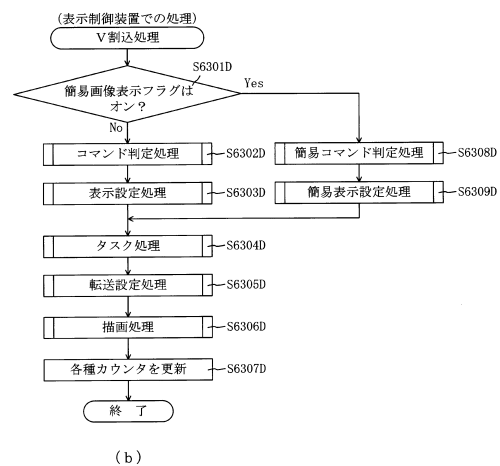 (表示制御装置での処理)
V割込処理
S6301D
簡易画像表示フラグは
オン?
Yes
No
コマンド判定処理
S6302D
簡易コマンド判定処理
S6308D
表示設定処理
S6303D
簡易表示設定処理
S6309D
タスク処理
S6304D
転送設定処理
S6305D
描画処理
S6306D
各種カウンタを更新
S6307D
終 了
(b)